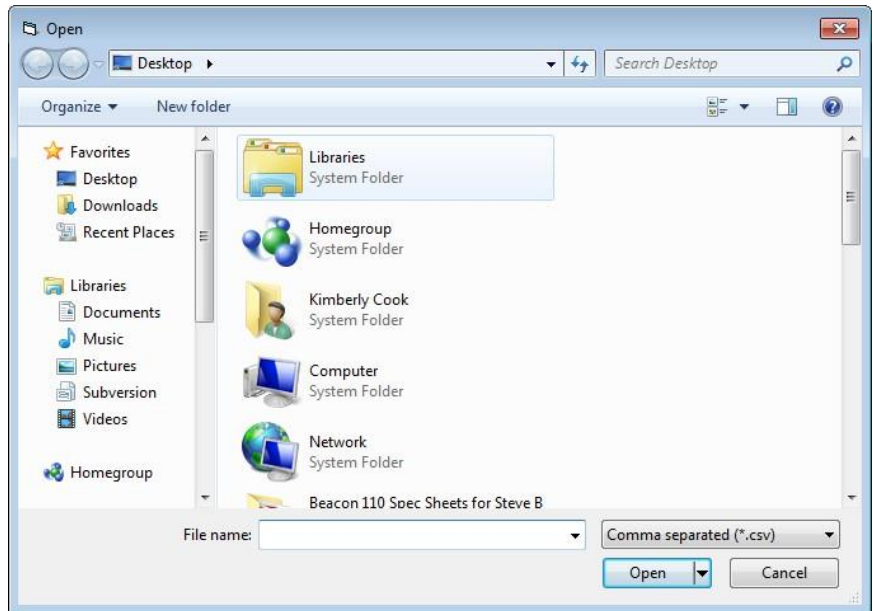 Open
Desktop
Search Desktop
Organize
New folder
Favorites
Desktop
Downloads
Recent Places
Libraries
Documents
Music
Pictures
Subversion
Videos
Homegroup
Libraries
System Folder
Homegroup
System Folder
Kimberly Cook
System Folder
Computer
System Folder
Network
System Folder
Beacon 110 Spec Sheets for Steve B
File name:
Comma separated (*.csv)
Open
Cancel